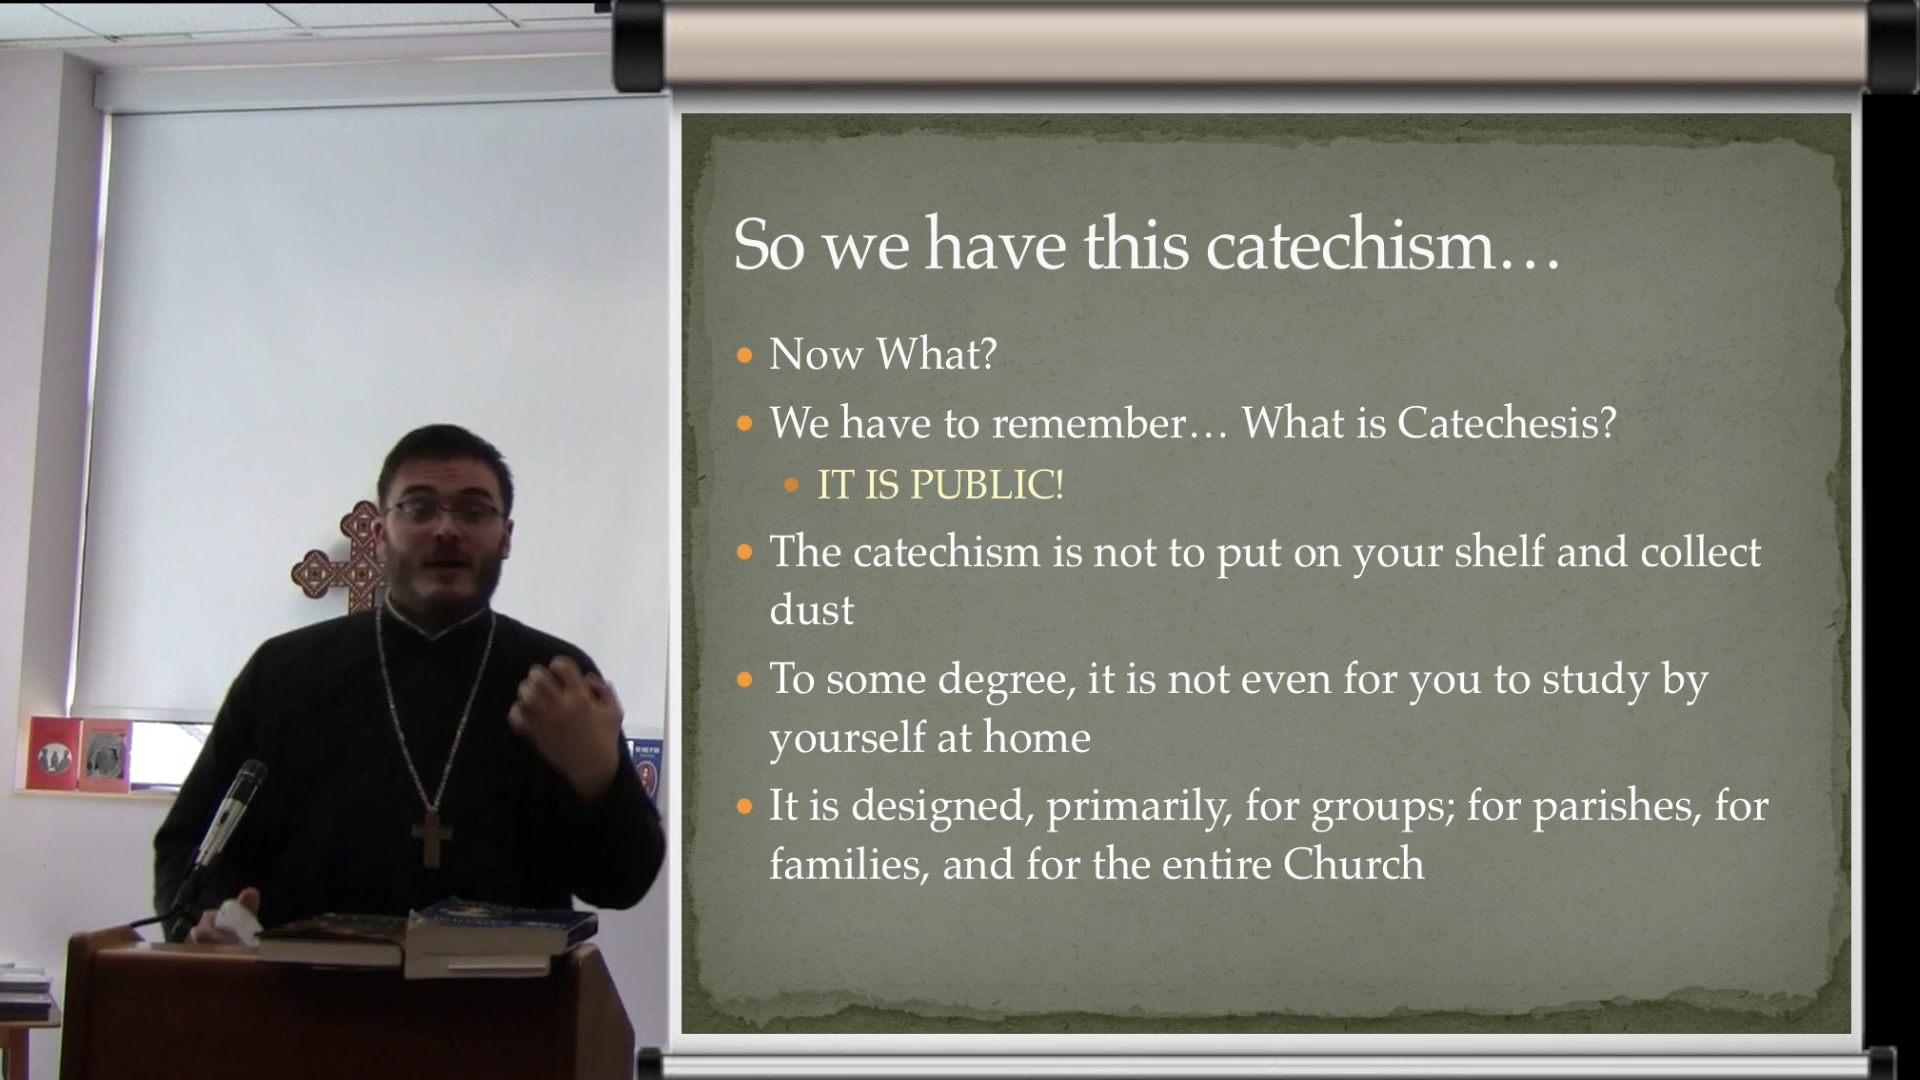 So we have this catechism…
Now What?
We have to remember… What is Catechesis?
IT IS PUBLIC!
The catechism is not to put on your shelf and collect
dust
To some degree, it is not even for you to study by
yourself at home
It is designed, primarily, for groups; for parishes, for
families, and for the entire Church